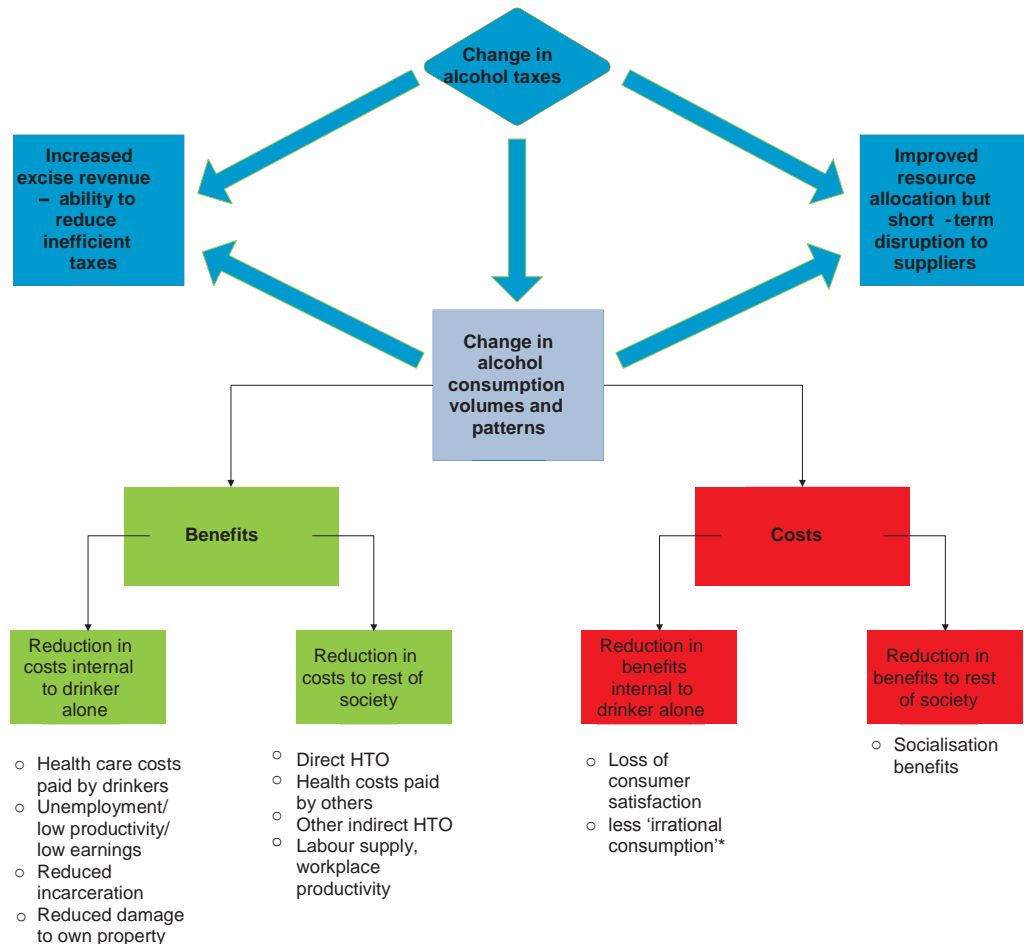 Change in
alcohol taxes
Increased
excise revenue
– ability to
reduce
inefficient
taxes
Improved
resource
allocation but
short -term
disruption to
suppliers
Change in
alcohol
consumption
volumes and
patterns
Benefits
Costs
Reduction in
costs internal
to drinker
alone
Reduction in
costs to rest of
society
Reduction in
benefits
internal to
drinker alone
Reduction in
benefits to rest
of society
○ Health care costs
paid by drinkers
○ Unemployment/
low productivity/
low earnings
○ Reduced
incarceration
○ Reduced damage
to own property
○ Direct HTO
○ Health costs paid
by others
○ Other indirect HTO
○ Labour supply,
workplace
productivity
○ Loss of
consumer
satisfaction
○ less ‘irrational
consumption’*
○ Socialisation
benefits